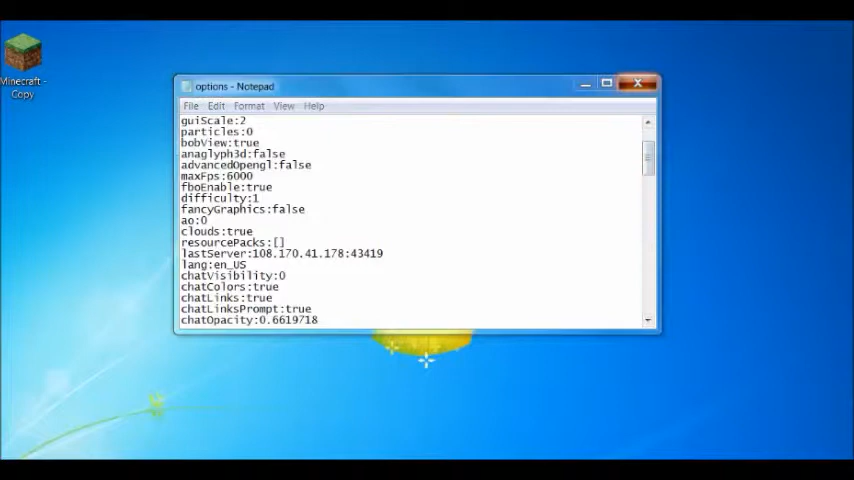 Minecraft -
Copy
options - Notepad
File Edit Format View Help
guiScale:2
particles:0
bobView:true
anaglyph3d:false
advancedOpengl:false
maxFps:6000
fboEnable:true
difficulty:1
fancyGraphics:false
ao:0
clouds:true
resourcePacks:[]
lastServer:108.170.41.178:43419
lang:en_US
chatVisibility:0
chatColors:true
chatLinks:true
chatLinksPrompt:true
chatOpacity:0.6619718